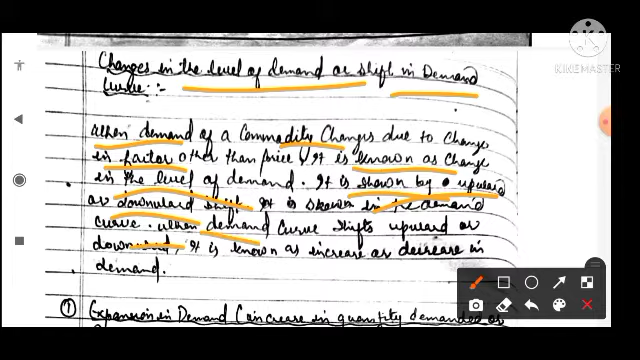 KINEMASTER
Changes in the level of demand or shift in Demand
Curve :-
When demand of a Commodity Changes due to Change
in factor other than price, It is known as Change
in the level of demand. It is shown by upward
or downward shift. It is shown in the demand
curve. when demand Curve shifts upward or
downward, It is known as increase or decrease in
demand.
① Expansion in Demand (increase in quantity demanded or